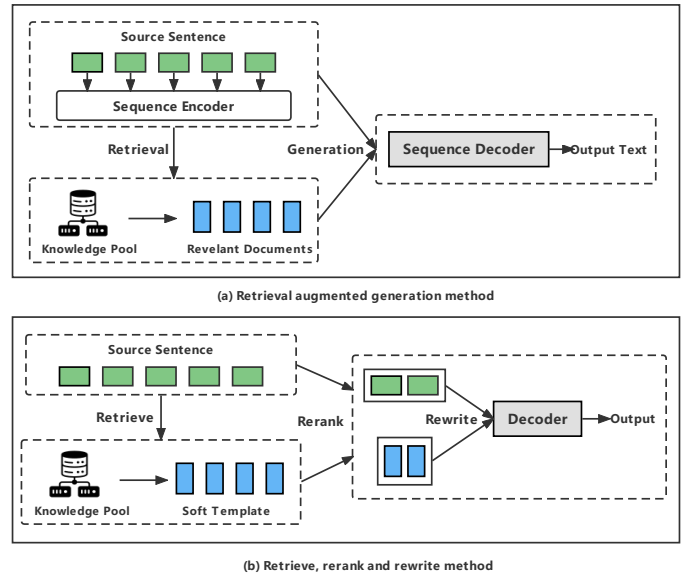 Source Sentence
Sequence Encoder
Retrieval
Generation
Sequence Decoder
Output Text
Knowledge Pool
Revelant Documents
(a) Retrieval augmented generation method
Source Sentence
Retrieve
Rerank
Rewrite
Decoder
Output
Knowledge Pool
Soft Template
(b) Retrieve, rerank and rewrite method